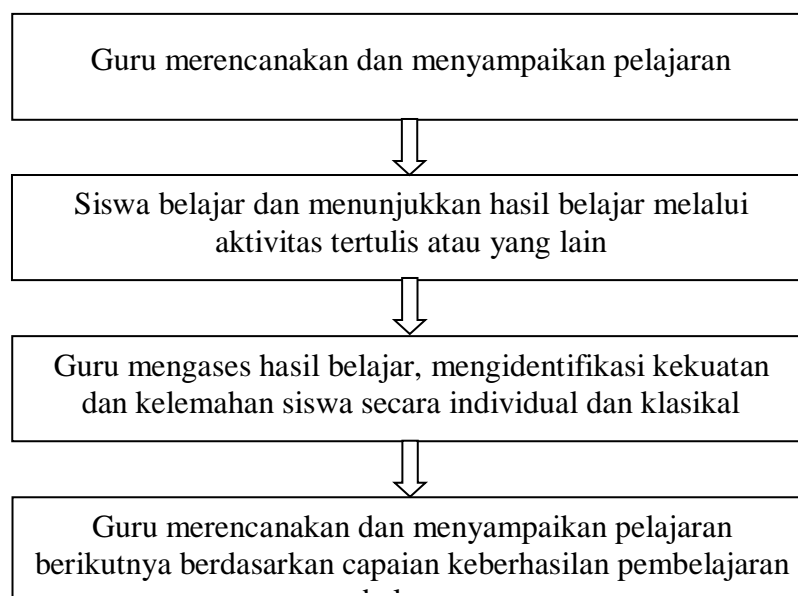 Guru merencanakan dan menyampaikan pelajaran
Siswa belajar dan menunjukkan hasil belajar melalui
aktivitas tertulis atau yang lain
Guru mengases hasil belajar, mengidentifikasi kekuatan
dan kelemahan siswa secara individual dan klasikal
Guru merencanakan dan menyampaikan pelajaran
berikutnya berdasarkan capaian keberhasilan pembelajaran